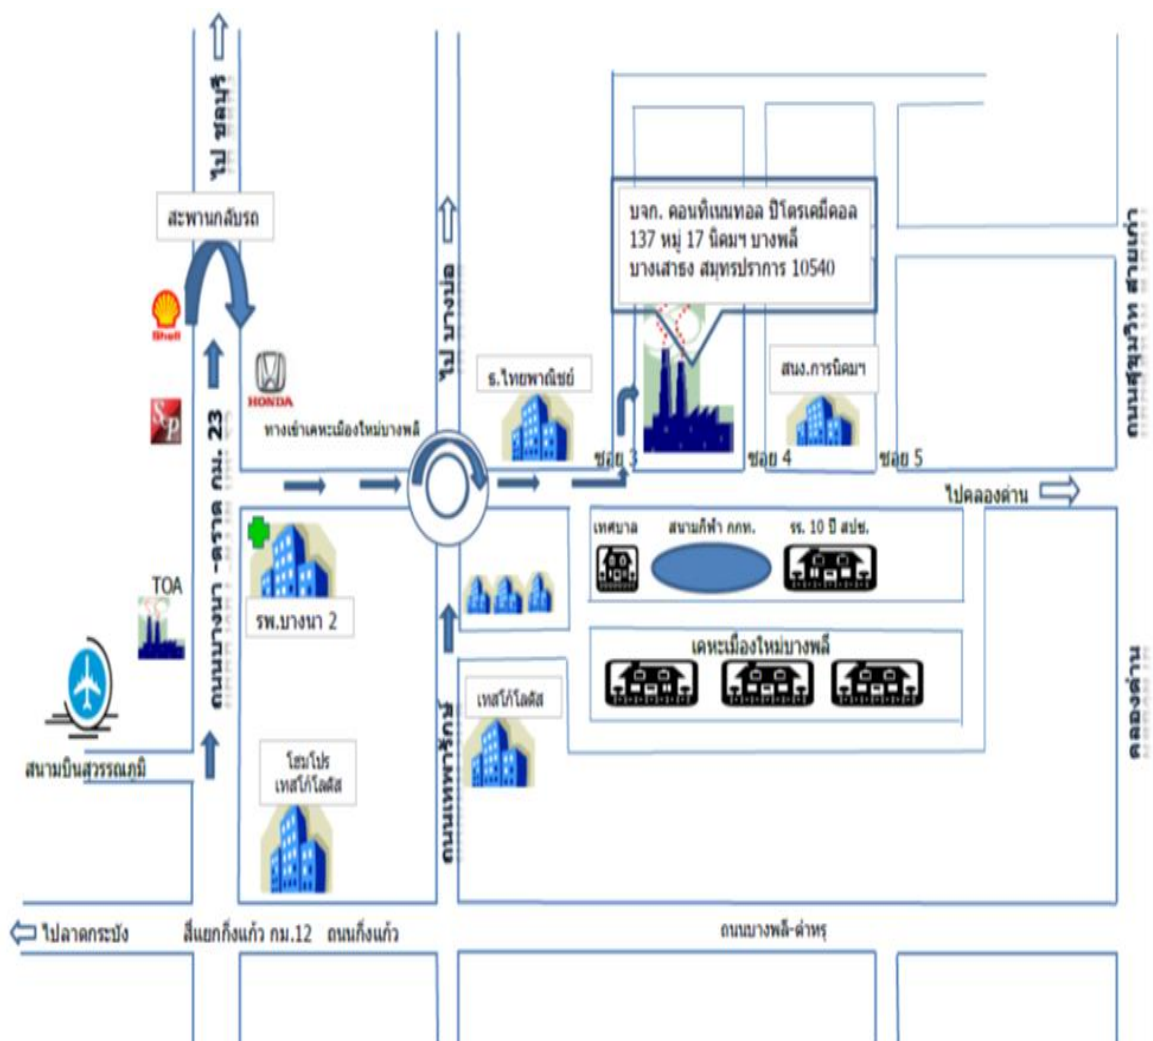 ไป ชลบุรี
สะพานกลับรถ
Shell
HONDA
S&P
ทางเข้าเคหะเมืองใหม่บางพลี
ถนนบางนา -ตราด กม. 23
ไป บางบ่อ
บจก. คอนทิเนนทอล ปิโตรเคมีคอล
137 หมู่ 17 นิคมฯ บางพลี
บางเสาธง สมุทรปราการ 10540
ธ.ไทยพาณิชย์
สนง.การนิคมฯ
ถนนสุขุมวิท สายเก่า
ซอย 3
ซอย 4
ซอย 5
ไปคลองด่าน
เทศบาล
สนามกีฬา กกท.
รร. 10 ปี สปช.
TOA
รพ.บางนา 2
เคหะเมืองใหม่บางพลี
เทสโก้โลตัส
ถนนเทพารักษ์
คลองด่าน
สนามบินสุวรรณภูมิ
โฮมโปร
เทสโก้โลตัส
ไปลาดกระบัง
สี่แยกกิ่งแก้ว กม.12 ถนนกิ่งแก้ว
ถนนบางพลี-ตำหรุ